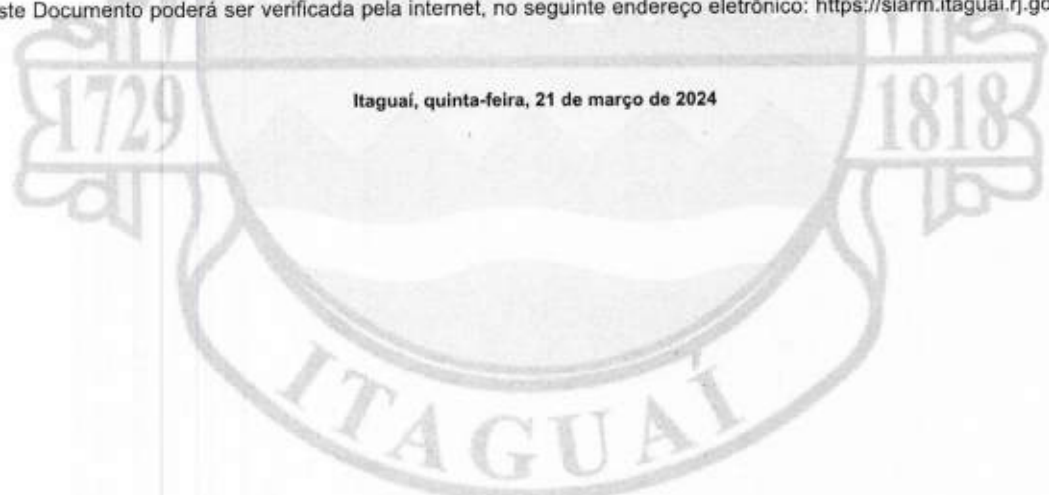 ste Documento poderá ser verificada pela internet, no seguinte endereço eletrônico: https://siarm.itaguai.rj.go
Itaguaí, quinta-feira, 21 de março de 2024
1729
1818
ITAGUAÍ